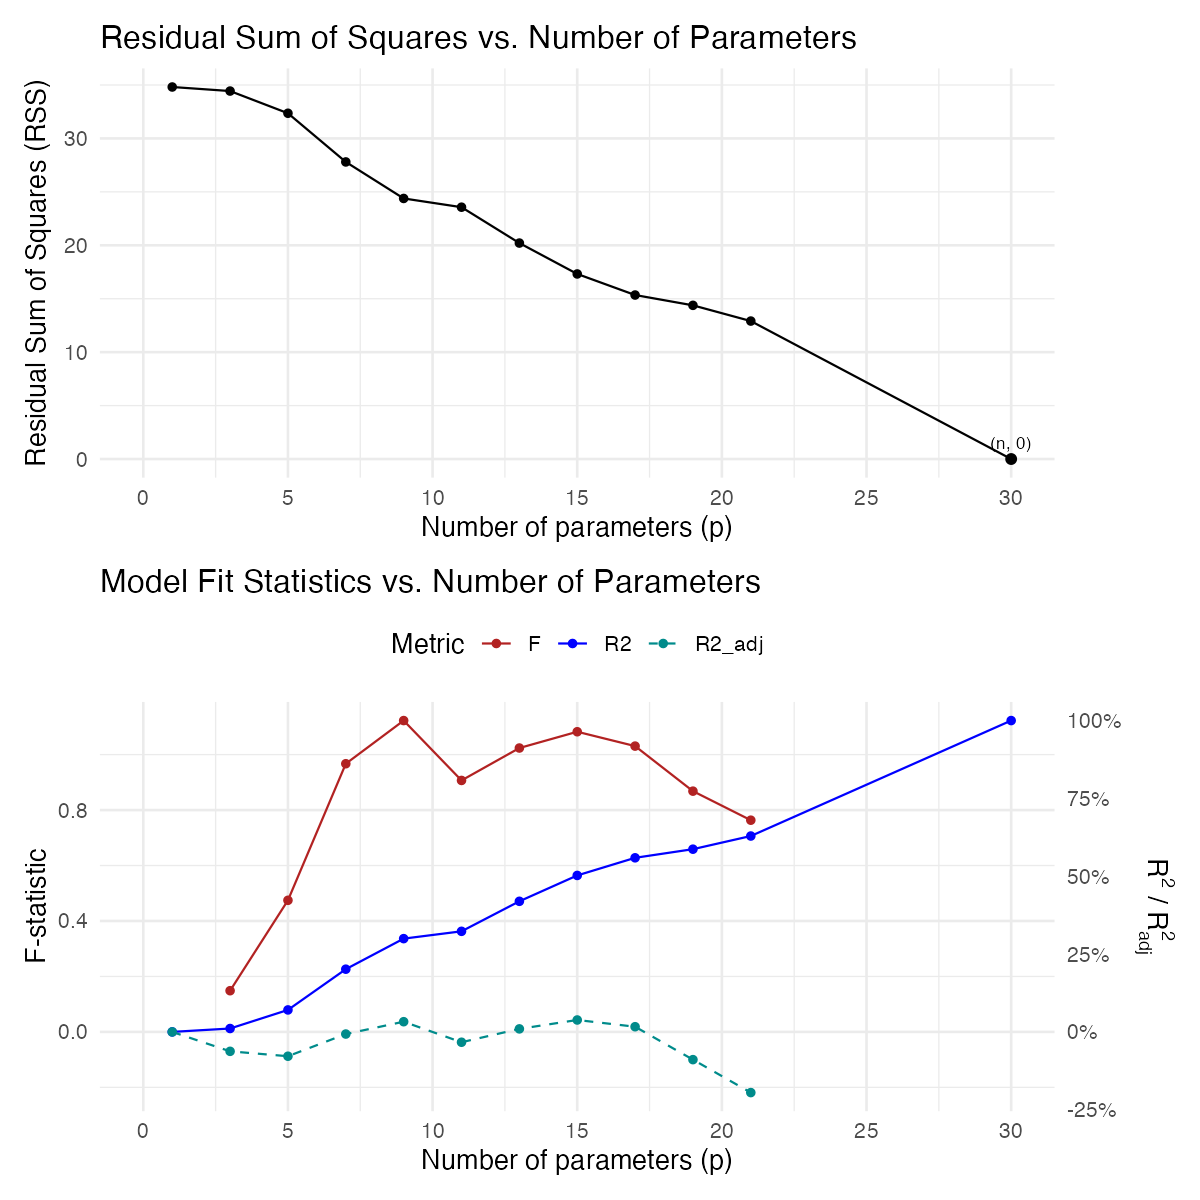 Residual Sum of Squares vs. Number of Parameters
Residual Sum of Squares (RSS)
30
20
10
0
(n, 0)
0 5 10 15 20 25 30
Number of parameters (p)
Model Fit Statistics vs. Number of Parameters
Metric F R2 R2_adj
F-statistic
0.8
0.4
0.0
100%
75%
50%
25%
0%
-25%
R² / R²adj
0 5 10 15 20 25 30
Number of parameters (p)